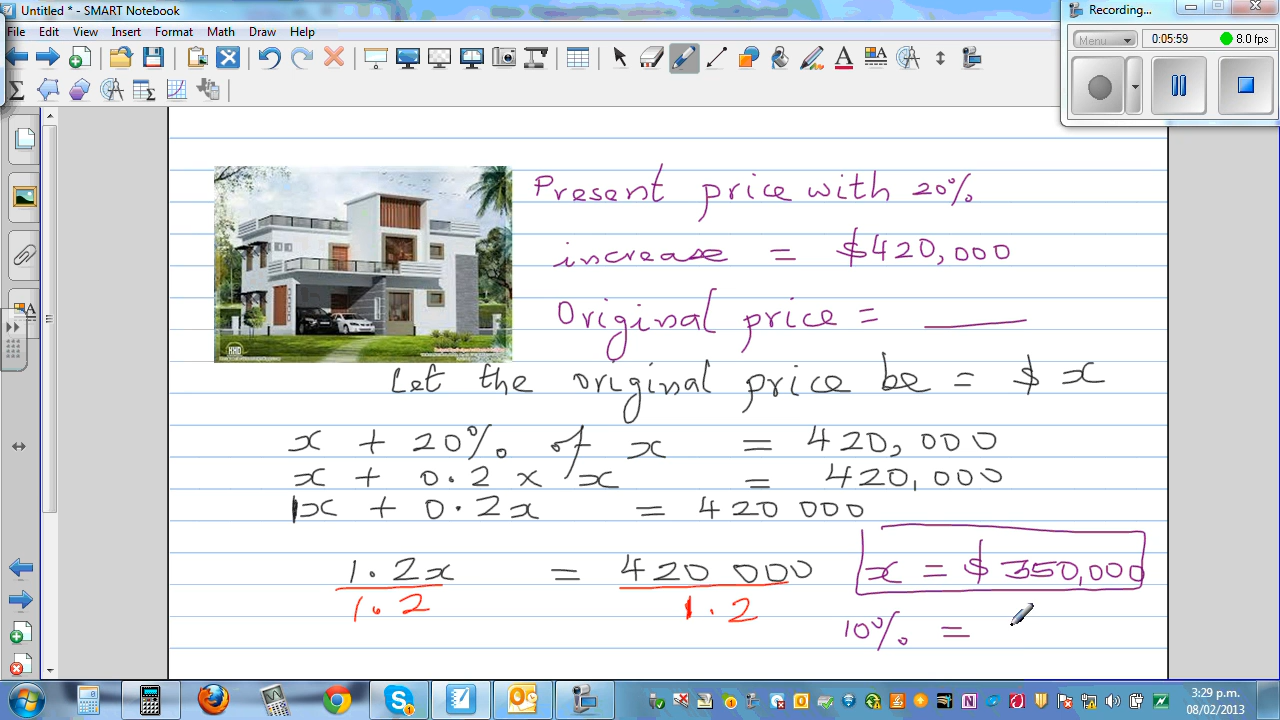 Untitled * - SMART Notebook
Recording...
File Edit View Insert Format Math Draw Help
Menu
0:05:59
8.0 fps
Present price with 20%
increase = $420,000
Original price = ______
Let the original price be = $ x
x + 20% of x = 420,000
x + 0.2 x x = 420,000
1x + 0.2x = 420 000
1.2x = 420 000
1.2 1.2
x = $ 350,000
10% =
3:29 p.m.
08/02/2013